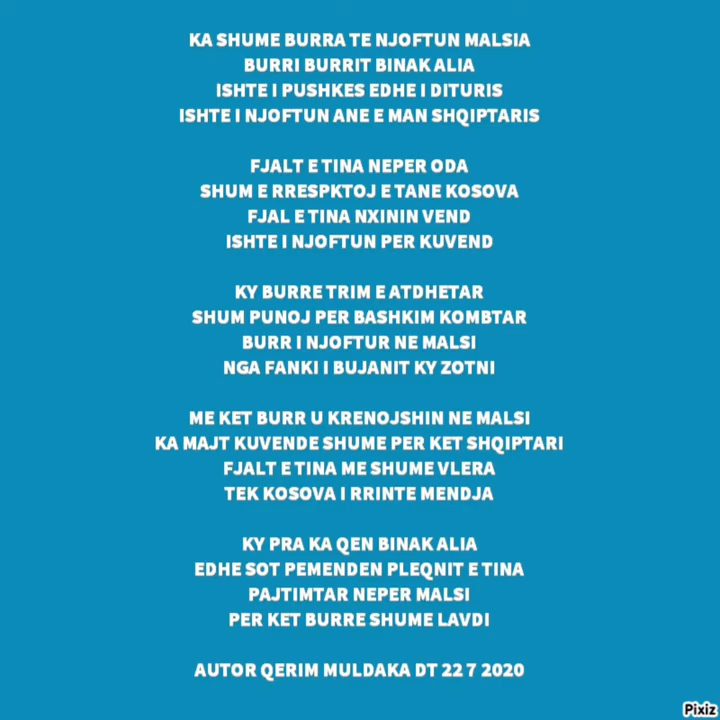 KA SHUME BURRA TE NJOFTUN MALSIA
BURRI BURRIT BINAK ALIA
ISHTE I PUSHKES EDHE I DITURIS
ISHTE I NJOFTUN ANE E MAN SHQIPTARIS
FJALT E TINA NEPER ODA
SHUM E RRESPKTOJ E TANE KOSOVA
FJAL E TINA NXININ VEND
ISHTE I NJOFTUN PER KUVEND
KY BURRE TRIM E ATDHETAR
SHUM PUNOJ PER BASHKIM KOMBTAR
BURR I NJOFTUR NE MALSI
NGA FANKI I BUJANIT KY ZOTNI
ME KET BURR U KRENOJSHIN NE MALSI
KA MAJT KUVENDE SHUME PER KET SHQIPTARI
FJALT E TINA ME SHUME VLERA
TEK KOSOVA I RRINTE MENDJA
KY PRA KA QEN BINAK ALIA
EDHE SOT PEMENDEN PLEQNIT E TINA
PAJTIMTAR NEPER MALSI
PER KET BURRE SHUME LAVDI
AUTOR QERIM MULDAKA DT 22 7 2020
Pixiz